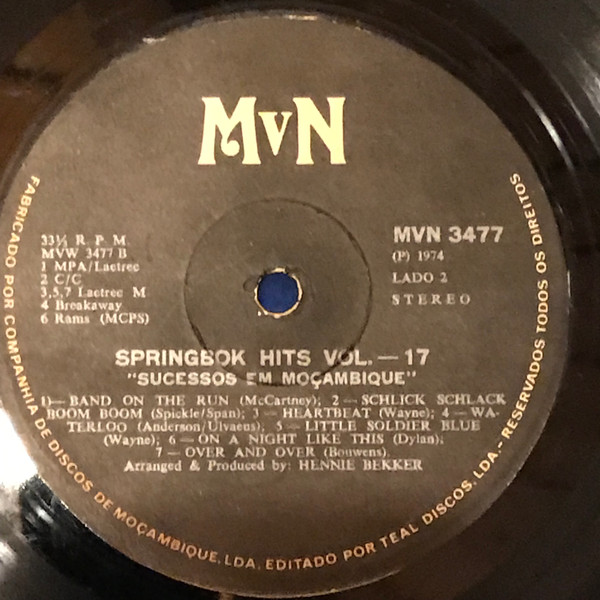 MvN
33⅓ R. P. M
MVW 3477 B
1 MPA/Lactrec
2 C/C
3,5,7 Lactrec M
4 Breakaway
6 Rams (MCPS)
MVN 3477
(P) 1974
LADO 2
STEREO
SPRINGBOK HITS VOL. — 17
"SUCESSOS EM MOÇAMBIQUE"
1)— BAND ON THE RUN (McCartney); 2 — SCHLICK SCHLACK
BOOM BOOM (Spickle/Span); 3 — HEARTBEAT (Wayne); 4 — WA-
TERLOO (Anderson/Ulvaens); 5 — LITTLE SOLDIER BLUE
(Wayne); 6 — ON A NIGHT LIKE THIS (Dylan);
7 — OVER AND OVER (Bouwens).
Arranged & Produced by: HENNIE BEKKER
FABRICADO POR COMPANHIA DE DISCOS DE MOÇAMBIQUE, LDA. EDITADO POR TEAL DISCOS, LDA.- RESERVADOS TODOS OS DIREITOS